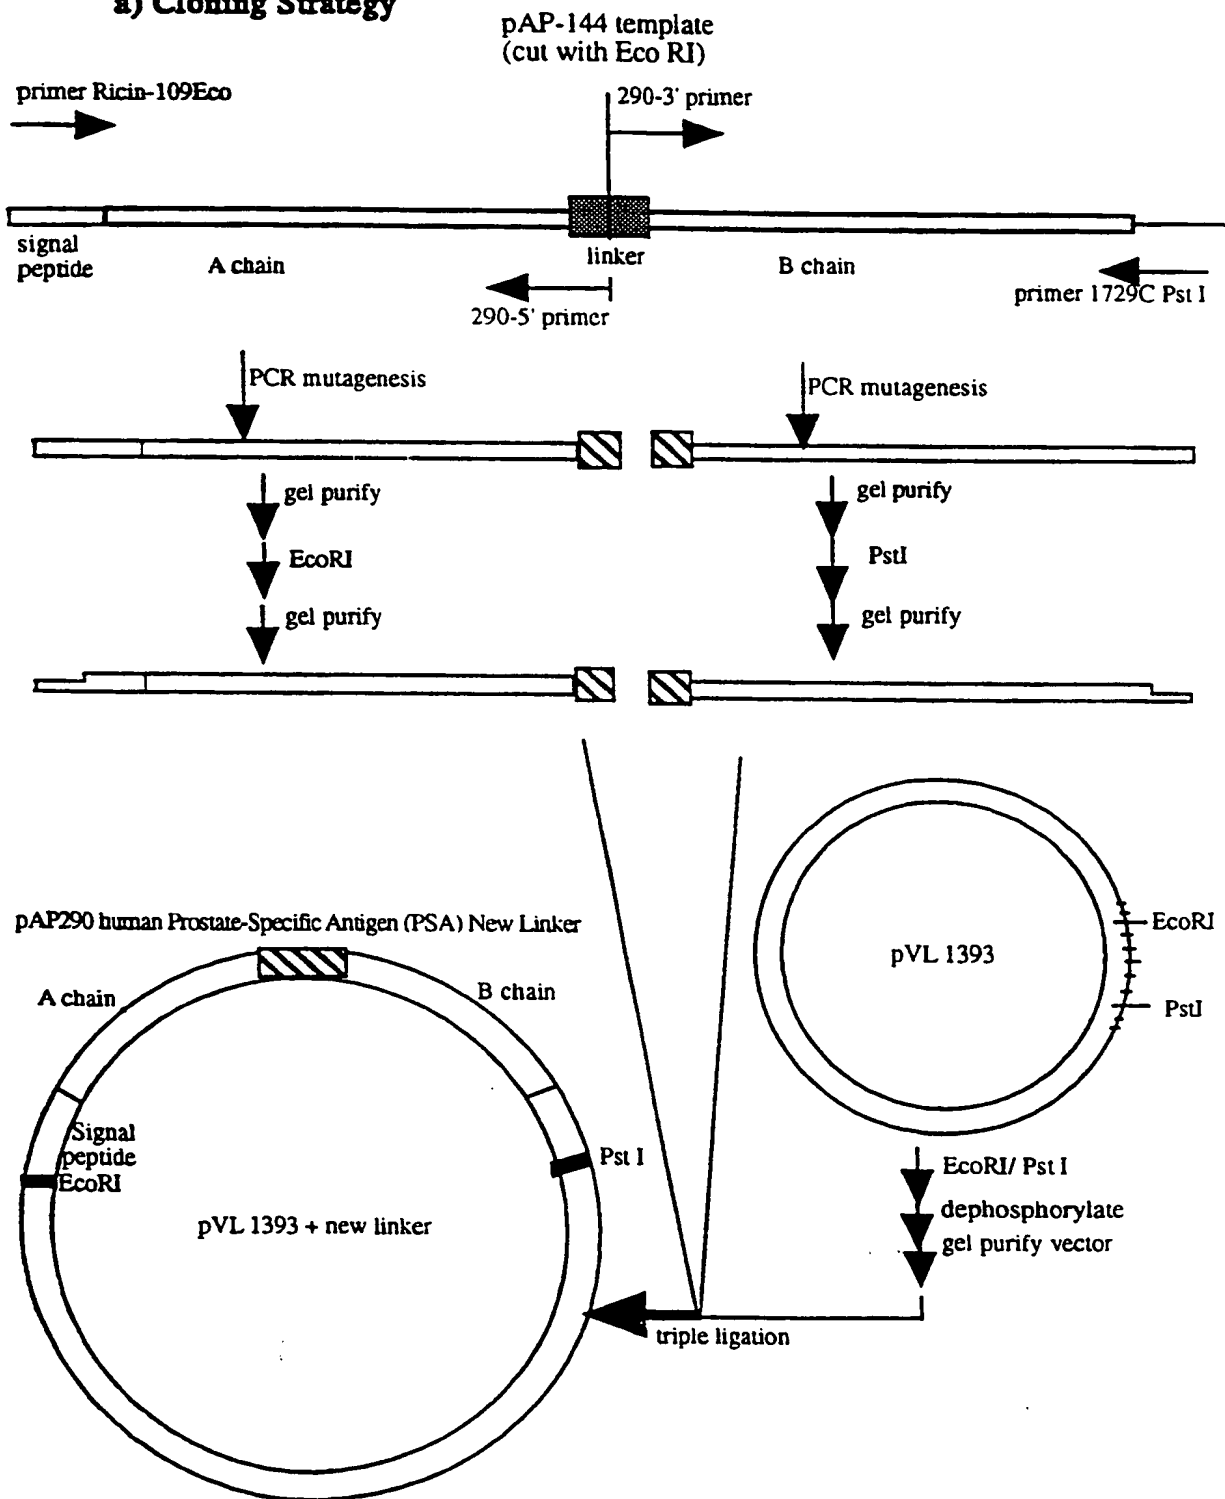 a) Cloning Strategy
pAP-144 template
(cut with Eco RI)
primer Ricin-109Eco
290-3' primer
signal
peptide
A chain
linker
B chain
290-5' primer
primer 1729C Pst I
PCR mutagenesis
PCR mutagenesis
gel purify
gel purify
EcoRI
PstI
gel purify
gel purify
pAP290 human Prostate-Specific Antigen (PSA) New Linker
A chain
B chain
pVL 1393
EcoRI
PstI
Signal
peptide
EcoRI
Pst I
pVL 1393 + new linker
EcoRI/ Pst I
dephosphorylate
gel purify vector
triple ligation